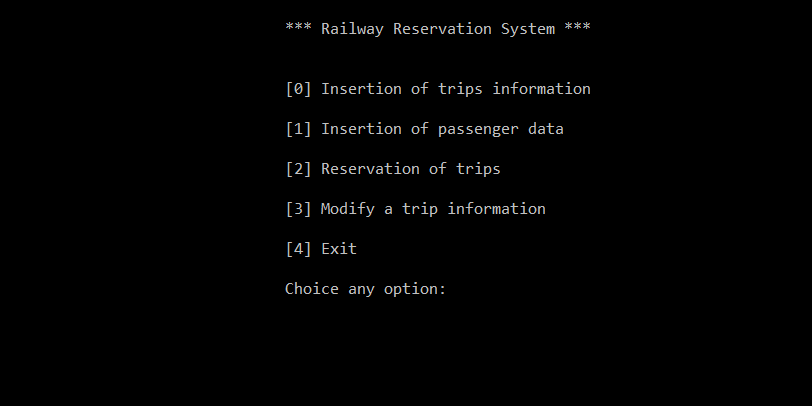 *** Railway Reservation System ***
[0] Insertion of trips information
[1] Insertion of passenger data
[2] Reservation of trips
[3] Modify a trip information
[4] Exit
Choice any option: